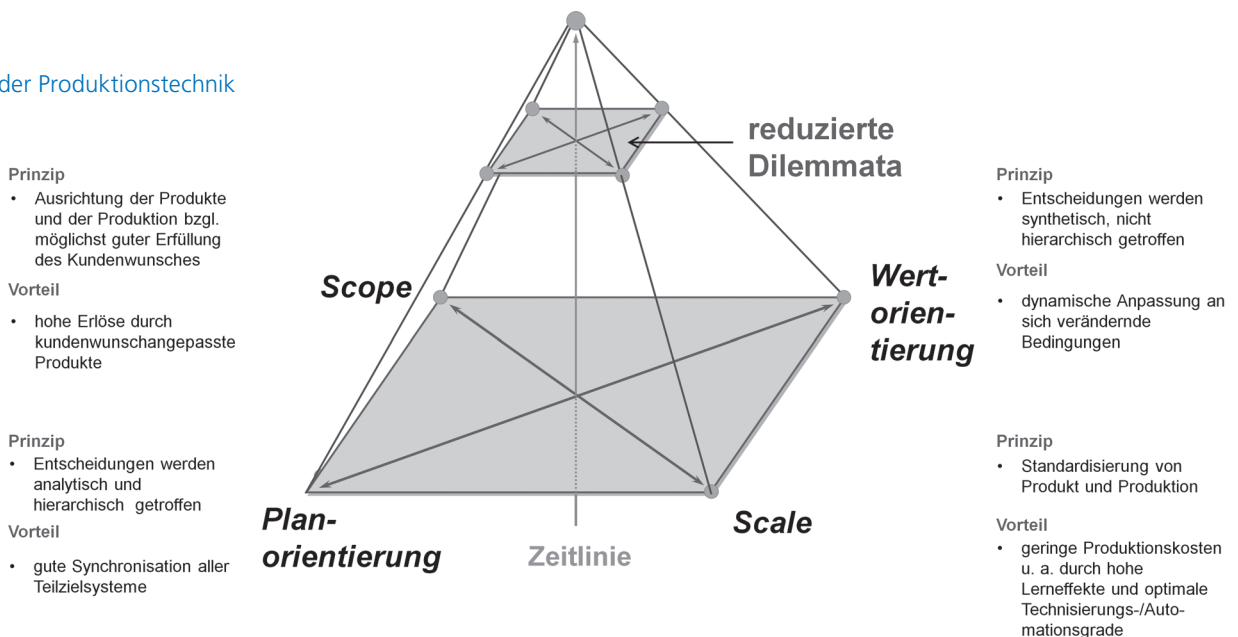 der Produktionstechnik
reduzierte
Dilemmata
Prinzip
• Ausrichtung der Produkte
und der Produktion bzgl.
möglichst guter Erfüllung
des Kundenwunsches
Vorteil
• hohe Erlöse durch
kundenwunschangepasste
Produkte
Scope
Prinzip
• Entscheidungen werden
synthetisch, nicht
hierarchisch getroffen
Vorteil
• dynamische Anpassung an
sich verändernde
Bedingungen
Wert-
orien-
tierung
Prinzip
• Entscheidungen werden
analytisch und
hierarchisch getroffen
Vorteil
• gute Synchronisation aller
Teilzielsysteme
Plan-
orientierung
Zeitlinie
Scale
Prinzip
• Standardisierung von
Produkt und Produktion
Vorteil
• geringe Produktionskosten
u. a. durch hohe
Lerneffekte und optimale
Technisierungs-/Auto-
mationsgrade